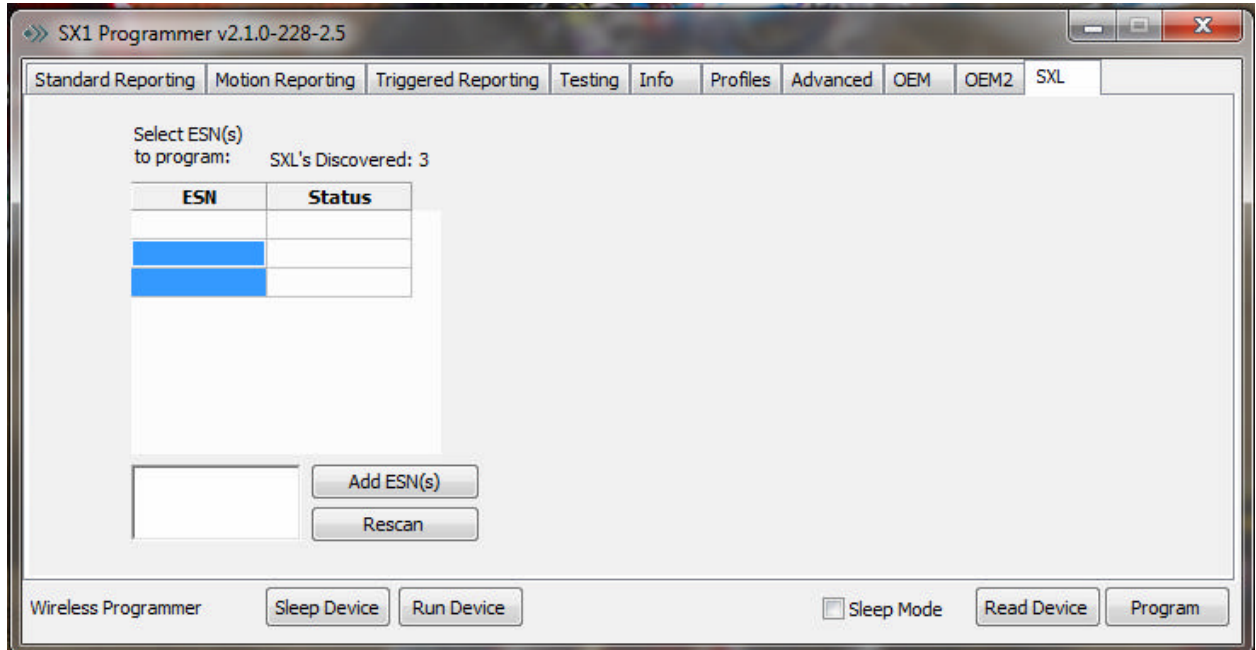 SX1 Programmer v2.1.0-228-2.5
Standard Reporting Motion Reporting Triggered Reporting Testing Info Profiles Advanced OEM OEM2 SXL
Select ESN(s)
to program: SXL's Discovered: 3
ESN Status
Add ESN(s)
Rescan
Wireless Programmer Sleep Device Run Device Sleep Mode Read Device Program